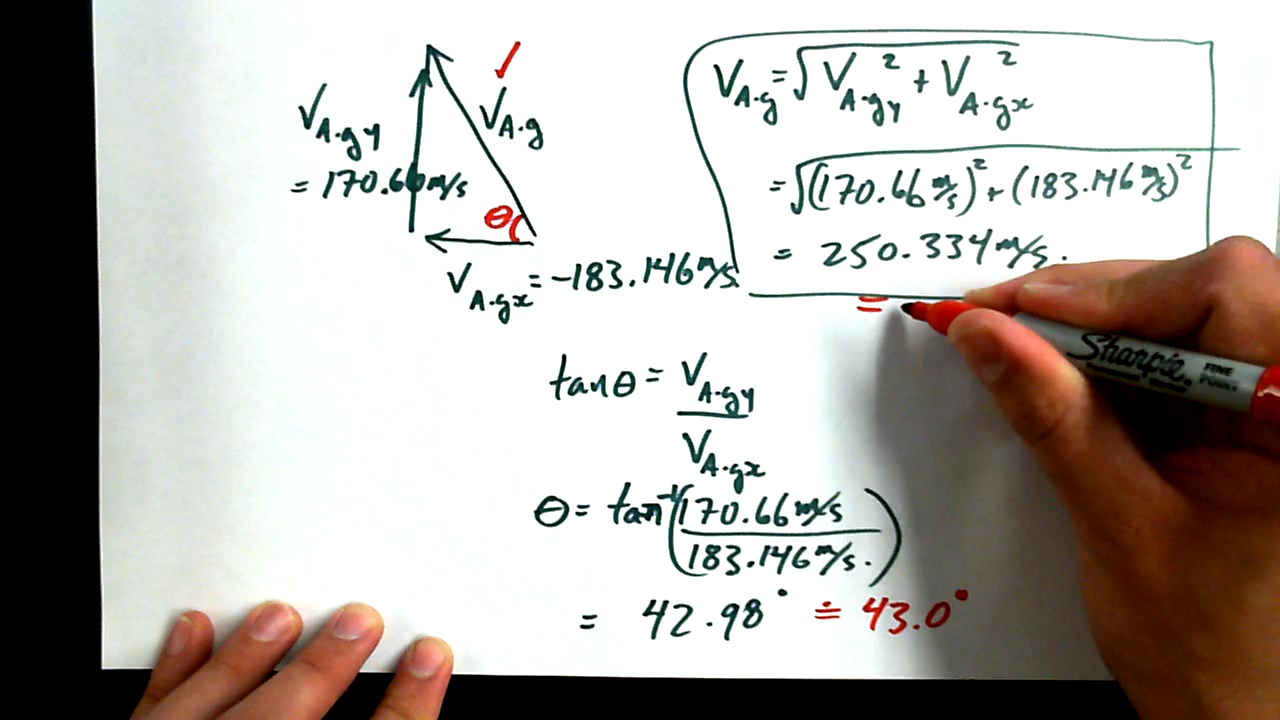 V_A·gy
= 170.66 m/s
V_A·g
θ
V_A·gx = -183.146 m/s
V_A·g = √(V_A·gy² + V_A·gx²)
= √((170.66 m/s)² + (183.146 m/s)²)
= 250.334 m/s.
=
tanθ = V_A·gy
V_A·gx
θ = tan⁻¹(170.66 m/s
183.146 m/s.)
= 42.98° ≐ 43.0°
Sharpie.
FINE
POINT